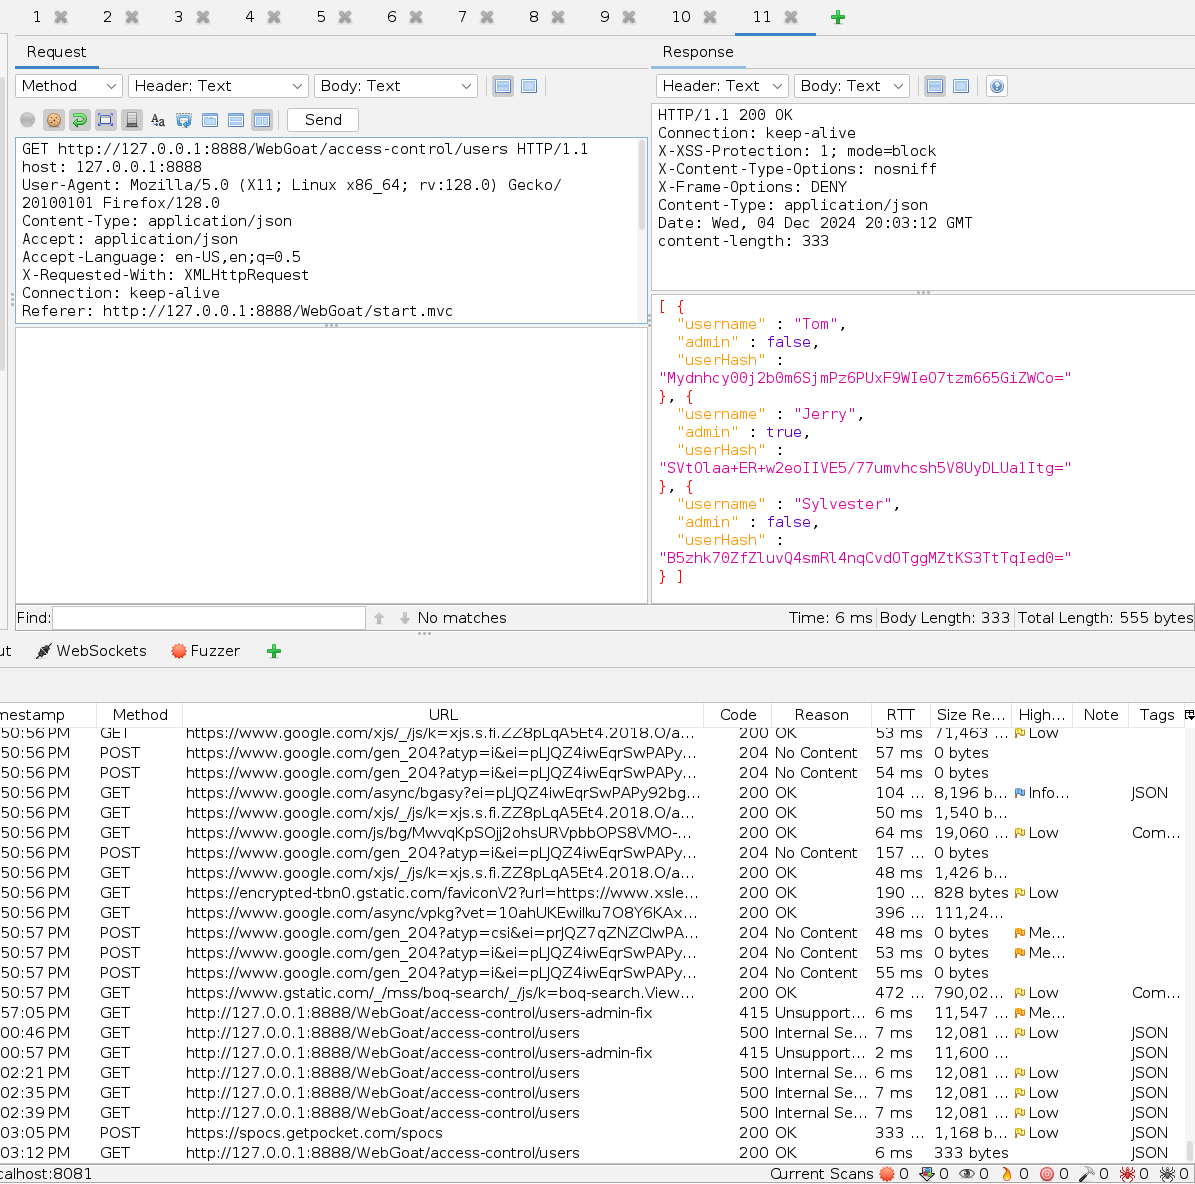 1 2 3 4 5 6 7 8 9 10 11
Request
Response
Method Header: Text Body: Text
Header: Text Body: Text
Send
GET http://127.0.0.1:8888/WebGoat/access-control/users HTTP/1.1
host: 127.0.0.1:8888
User-Agent: Mozilla/5.0 (X11; Linux x86_64; rv:128.0) Gecko/
20100101 Firefox/128.0
Content-Type: application/json
Accept: application/json
Accept-Language: en-US,en;q=0.5
X-Requested-With: XMLHttpRequest
Connection: keep-alive
Referer: http://127.0.0.1:8888/WebGoat/start.mvc
HTTP/1.1 200 OK
Connection: keep-alive
X-XSS-Protection: 1; mode=block
X-Content-Type-Options: nosniff
X-Frame-Options: DENY
Content-Type: application/json
Date: Wed, 04 Dec 2024 20:03:12 GMT
content-length: 333
[ {
"username" : "Tom",
"admin" : false,
"userHash" :
"Mydnhcy00j2b0m6SjmPz6PUxF9WIeO7tzm665GiZWCo="
}, {
"username" : "Jerry",
"admin" : true,
"userHash" :
"SVtOlaa+ER+w2eoIIVE5/77umvhcsh5V8UyDLUa1Itg="
}, {
"username" : "Sylvester",
"admin" : false,
"userHash" :
"B5zhk70ZfZluvQ4smRl4nqCvdOTggMZtKS3TtTqIed0="
} ]
Find: No matches
Time: 6 ms Body Length: 333 Total Length: 555 bytes
ut WebSockets Fuzzer
mestamp Method URL Code Reason RTT Size Re... High... Note Tags
50:56 PM GET https://www.google.com/xjs/_/js/k=xjs.s.fi.ZZ8pLqA5Et4.2018.O/a... 200 OK 53 ms 71,463 ... Low
50:56 PM POST https://www.google.com/gen_204?atyp=i&ei=pLJQZ4iwEqrSwPAPy... 204 No Content 57 ms 0 bytes
50:56 PM POST https://www.google.com/gen_204?atyp=i&ei=pLJQZ4iwEqrSwPAPy... 204 No Content 54 ms 0 bytes
50:56 PM GET https://www.google.com/async/bgasy?ei=pLJQZ4iwEqrSwPAPy92bg... 200 OK 104 ... 8,196 b... Info... JSON
50:56 PM GET https://www.google.com/xjs/_/js/k=xjs.s.fi.ZZ8pLqA5Et4.2018.O/a... 200 OK 50 ms 1,540 b...
50:56 PM GET https://www.google.com/js/bg/MwvqKpSOjj2ohsURVpbbOPS8VMO-... 200 OK 64 ms 19,060 ... Low Com...
50:56 PM POST https://www.google.com/gen_204?atyp=i&ei=pLJQZ4iwEqrSwPAPy... 204 No Content 157 ... 0 bytes
50:56 PM GET https://www.google.com/xjs/_/js/k=xjs.s.fi.ZZ8pLqA5Et4.2018.O/a... 200 OK 48 ms 1,426 b...
50:56 PM GET https://encrypted-tbn0.gstatic.com/faviconV2?url=https://www.xsle... 200 OK 190 ... 828 bytes Low
50:56 PM GET https://www.google.com/async/vpkg?vet=10ahUKEwilku7O8Y6KAx... 200 OK 396 ... 111,24...
50:57 PM POST https://www.google.com/gen_204?atyp=csi&ei=prJQZ7qZNZClwPA... 204 No Content 48 ms 0 bytes Me...
50:57 PM POST https://www.google.com/gen_204?atyp=i&ei=pLJQZ4iwEqrSwPAPy... 204 No Content 53 ms 0 bytes Me...
50:57 PM POST https://www.google.com/gen_204?atyp=i&ei=pLJQZ4iwEqrSwPAPy... 204 No Content 55 ms 0 bytes
50:57 PM GET https://www.gstatic.com/_/mss/boq-search/_/js/k=boq-search.View... 200 OK 472 ... 790,02... Low Com...
57:05 PM GET http://127.0.0.1:8888/WebGoat/access-control/users-admin-fix 415 Unsupport... 6 ms 11,547 ... Me...
00:46 PM GET http://127.0.0.1:8888/WebGoat/access-control/users 500 Internal Se... 7 ms 12,081 ... Low JSON
00:57 PM GET http://127.0.0.1:8888/WebGoat/access-control/users-admin-fix 415 Unsupport... 2 ms 11,600 ... JSON
02:21 PM GET http://127.0.0.1:8888/WebGoat/access-control/users 500 Internal Se... 6 ms 12,081 ... Low JSON
02:35 PM GET http://127.0.0.1:8888/WebGoat/access-control/users 500 Internal Se... 7 ms 12,081 ... Low JSON
02:39 PM GET http://127.0.0.1:8888/WebGoat/access-control/users 500 Internal Se... 7 ms 12,081 ... Low JSON
03:05 PM POST https://spocs.getpocket.com/spocs 200 OK 333 ... 1,168 b... Low JSON
03:12 PM GET http://127.0.0.1:8888/WebGoat/access-control/users 200 OK 6 ms 333 bytes JSON
calhost:8081 Current Scans 0 0 0 0 0 0 0 0